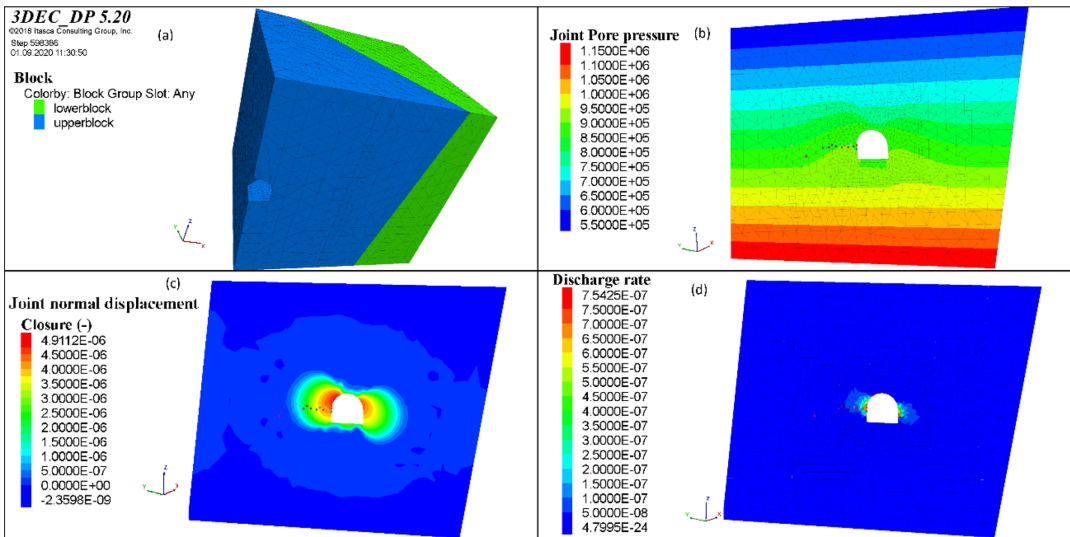 3DEC_DP 5.20
©2018 Itasca Consulting Group, Inc.
Step 598386
01.09.2020 11:30:50
(a)
Block
Colorby: Block Group Slot: Any
lowerblock
upperblock
Z
Y
X
Joint Pore pressure
(b)
1.1500E+06
1.1000E+06
1.0500E+06
1.0000E+06
9.5000E+05
9.0000E+05
8.5000E+05
8.0000E+05
7.5000E+05
7.0000E+05
6.5000E+05
6.0000E+05
5.5000E+05
Z
Y
X
(c)
Joint normal displacement
Closure (-)
4.9112E-06
4.5000E-06
4.0000E-06
3.5000E-06
3.0000E-06
2.5000E-06
2.0000E-06
1.5000E-06
1.0000E-06
5.0000E-07
0.0000E+00
-2.3598E-09
Z
Y
X
Discharge rate
(d)
7.5425E-07
7.5000E-07
7.0000E-07
6.5000E-07
6.0000E-07
5.5000E-07
5.0000E-07
4.5000E-07
4.0000E-07
3.5000E-07
3.0000E-07
2.5000E-07
2.0000E-07
1.5000E-07
1.0000E-07
5.0000E-08
4.7995E-24
Z
Y
X